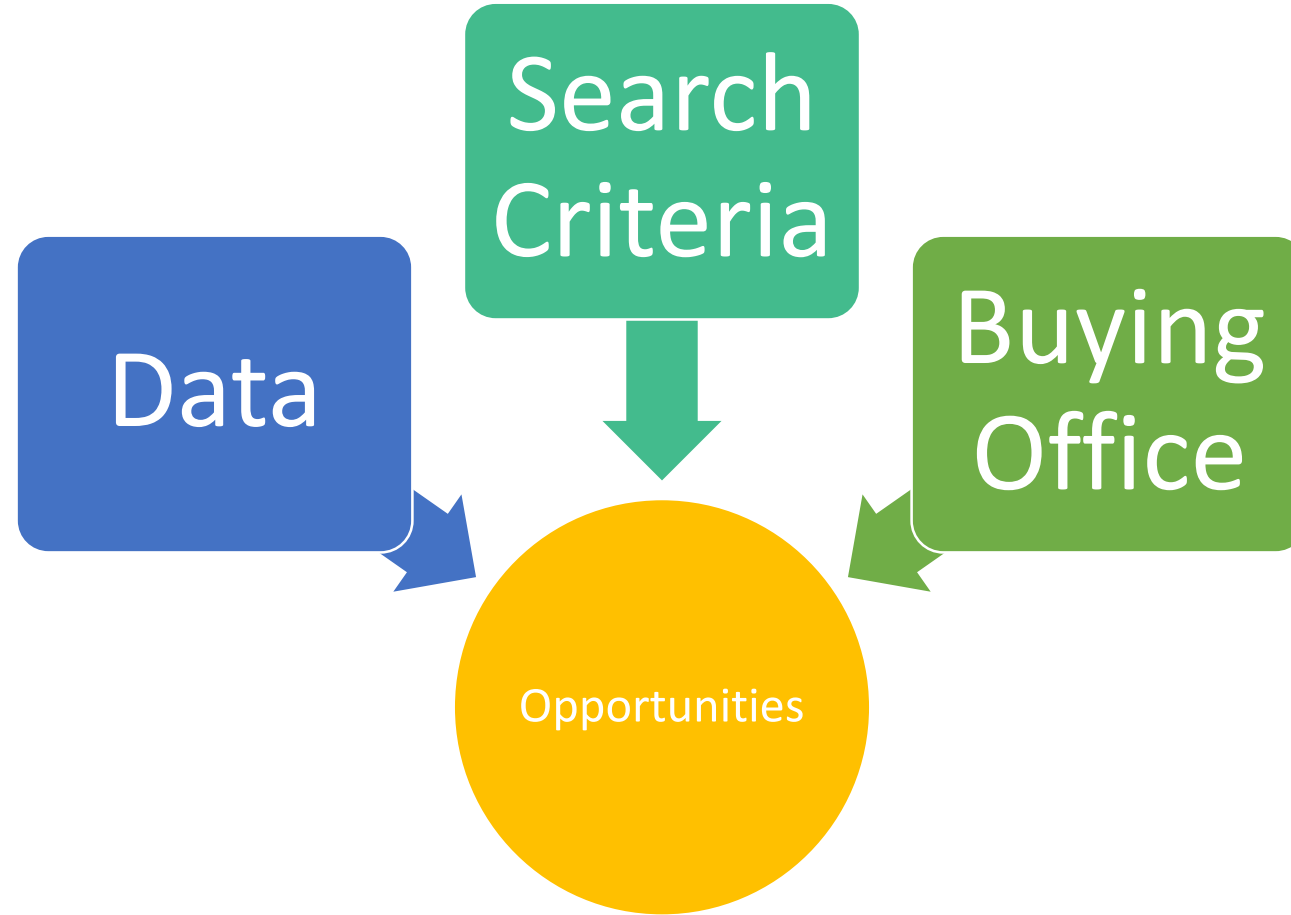 Search
Criteria
Data
Buying
Office
Opportunities